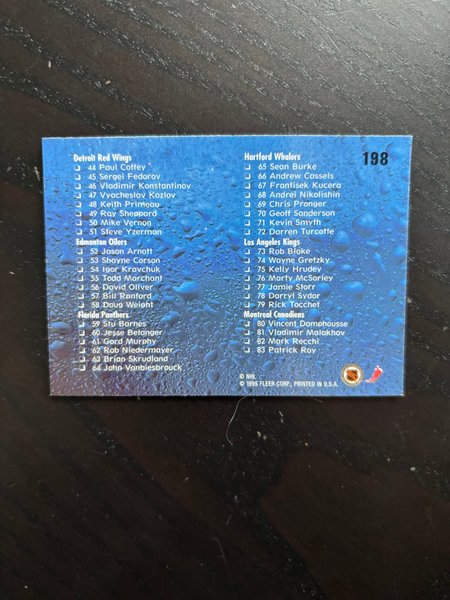 198
Detroit Red Wings
44 Paul Coffey
45 Sergei Fedorov
46 Vladimir Konstantinov
47 Vyacheslav Kozlov
48 Keith Primeau
49 Ray Sheppard
50 Mike Vernon
51 Steve Yzerman
Edmonton Oilers
52 Jason Arnott
53 Shayne Corson
54 Igor Kravchuk
55 Todd Marchant
56 David Oliver
57 Bill Ranford
58 Doug Weight
Florida Panthers
59 Stu Barnes
60 Jesse Belanger
61 Gord Murphy
62 Rob Niedermayer
63 Brian Skrudland
64 John Vanbiesbrouck
Hartford Whalers
65 Sean Burke
66 Andrew Cassels
67 Frantisek Kucera
68 Andrei Nikolishin
69 Chris Pronger
70 Geoff Sanderson
71 Kevin Smyth
72 Darren Turcotte
Los Angeles Kings
73 Rob Blake
74 Wayne Gretzky
75 Kelly Hrudey
76 Marty McSorley
77 Jamie Storr
78 Darryl Sydor
79 Rick Tocchet
Montreal Canadiens
80 Vincent Damphousse
81 Vladimir Malakhov
82 Mark Recchi
83 Patrick Roy
© NHL
© 1995 FLEER CORP., PRINTED IN U.S.A.